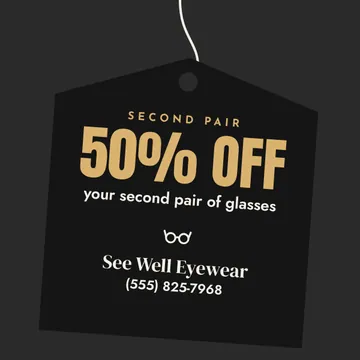 SECOND PAIR
50% OFF
your second pair of glasses
See Well Eyewear
(555) 825-7968